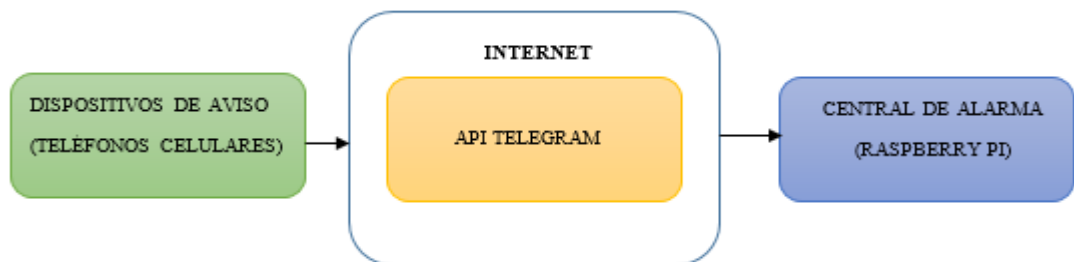 DISPOSITIVOS DE AVISO
(TELÉFONOS CELULARES)
INTERNET
API TELEGRAM
CENTRAL DE ALARMA
(RASPBERRY PI)